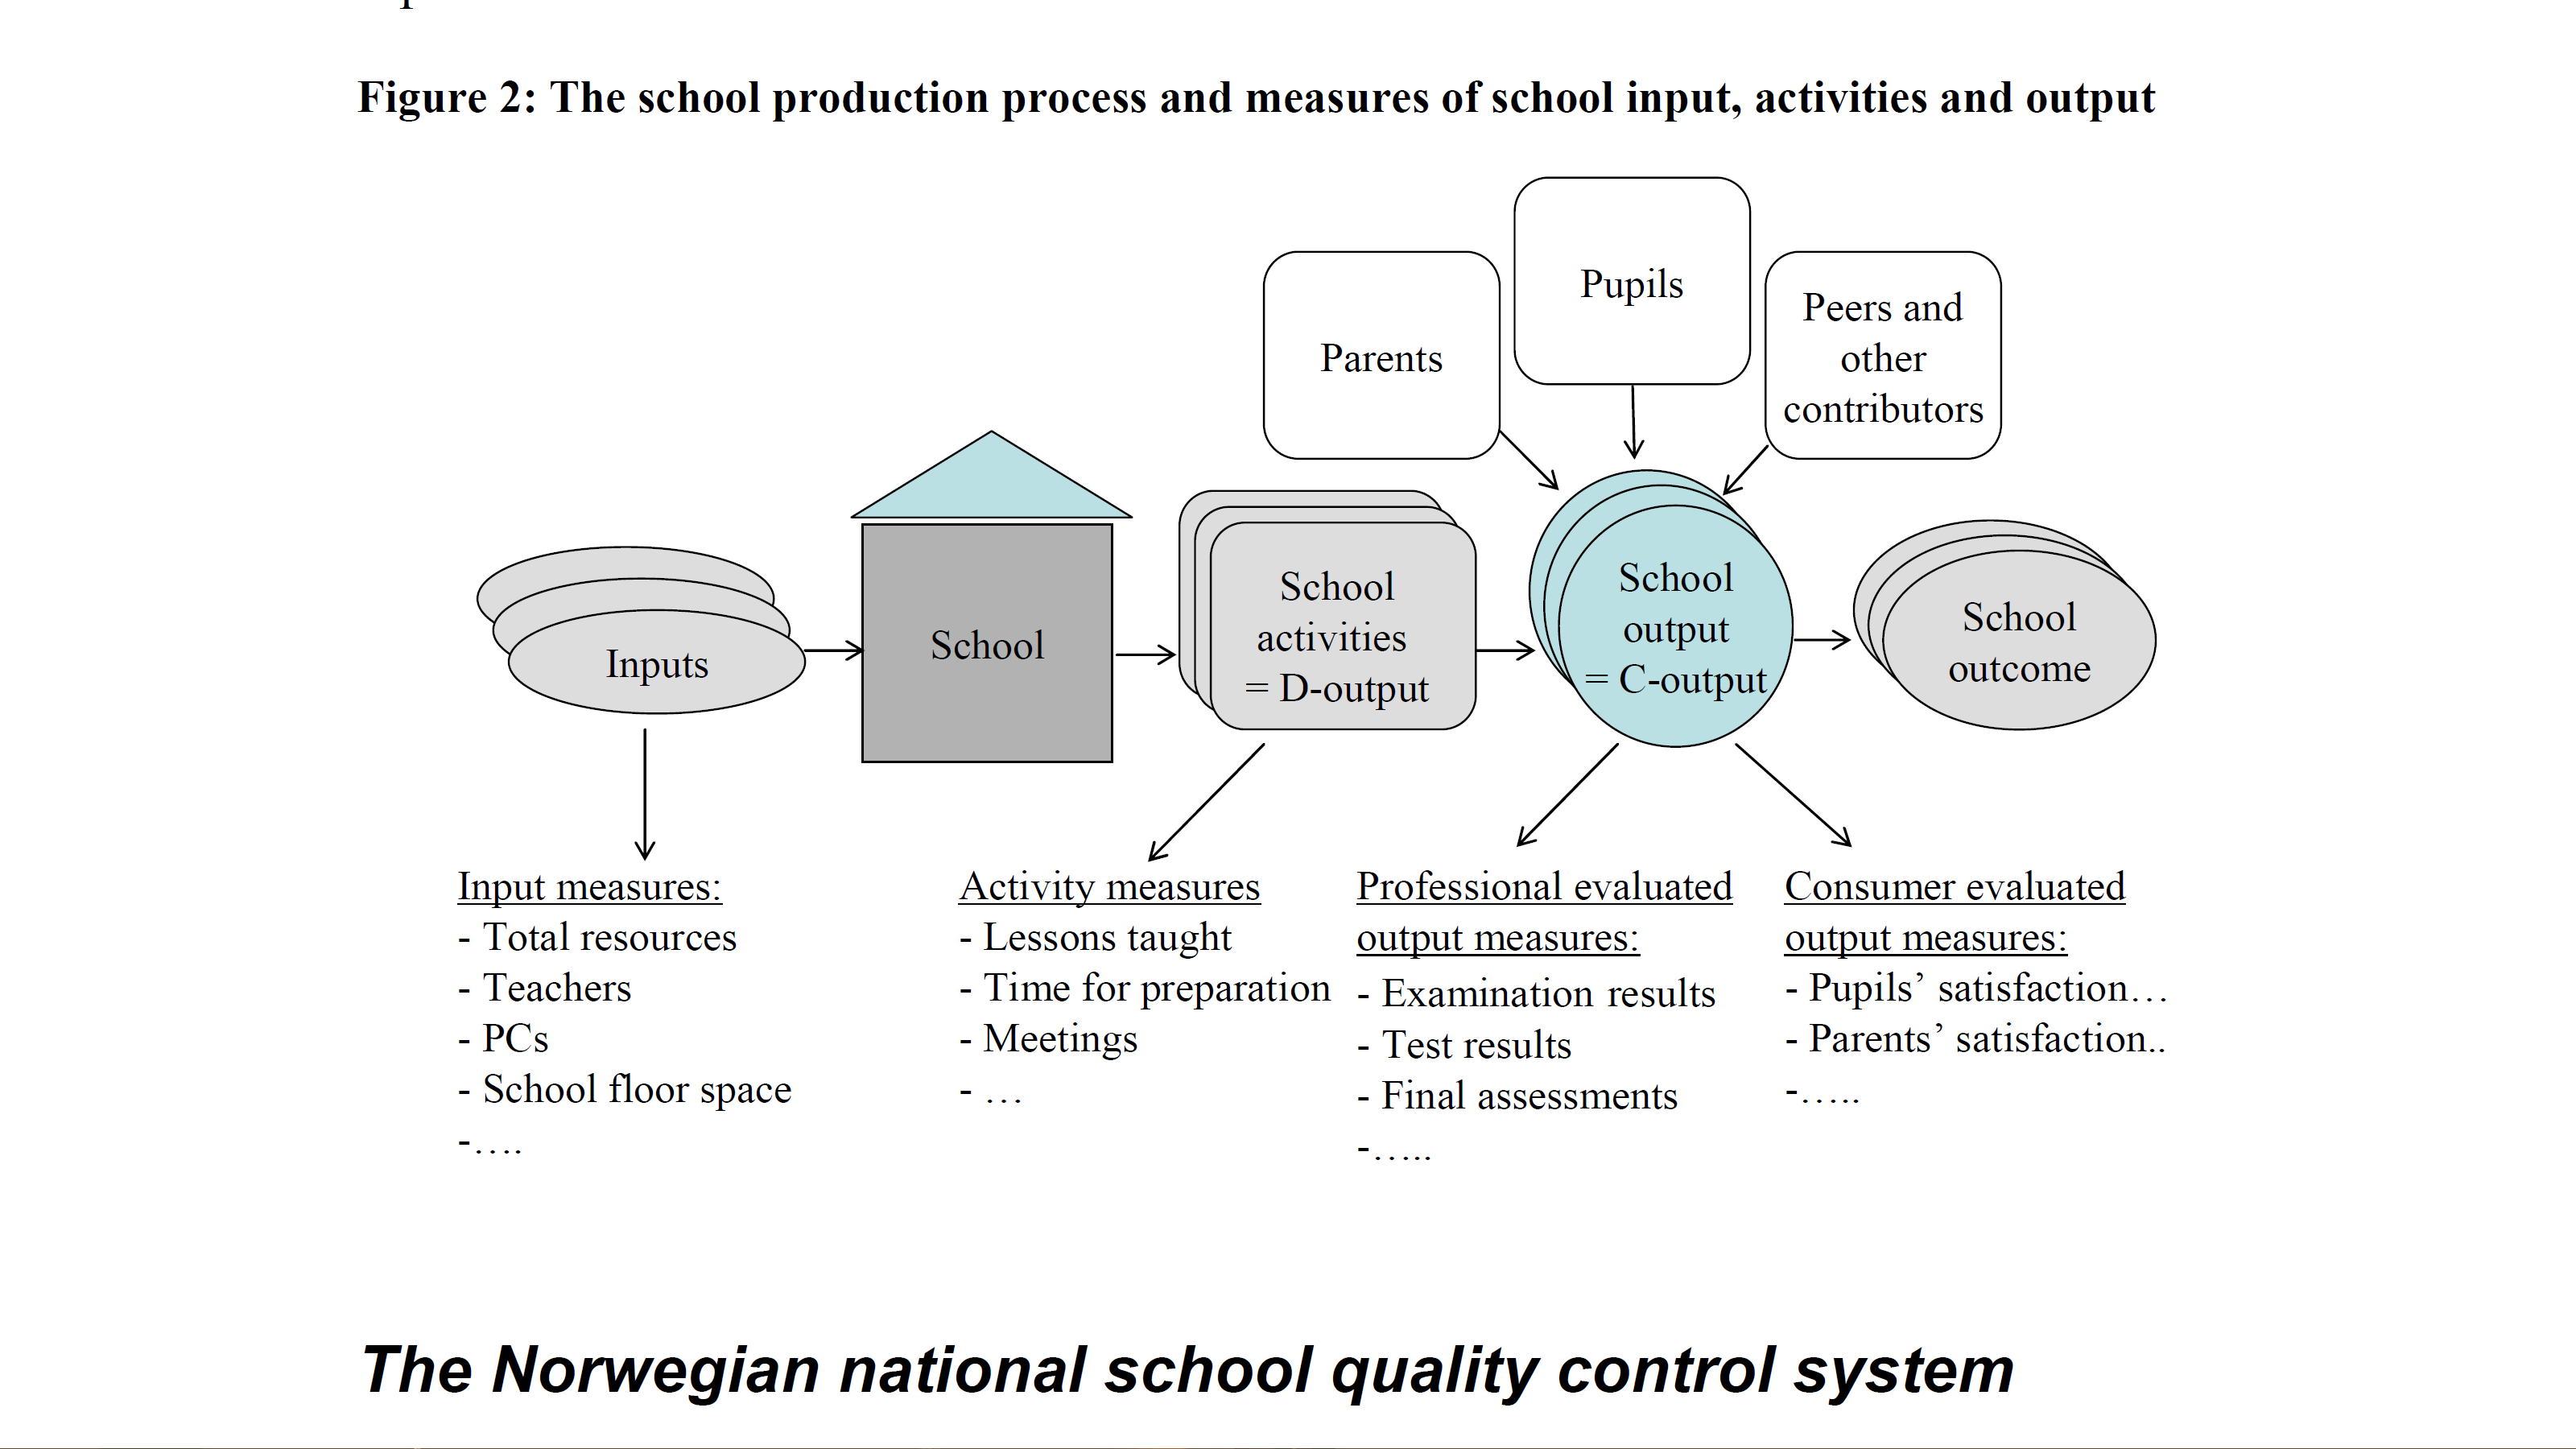 Figure 2: The school production process and measures of school input, activities and output
Parents
Pupils
Peers and
other
contributors
Inputs
School
School
activities
= D-output
School
output
= C-output
School
outcome
Input measures:
- Total resources
- Teachers
- PCs
- School floor space
-….
Activity measures
- Lessons taught
- Time for preparation
- Meetings
- …
Professional evaluated
output measures:
- Examination results
- Test results
- Final assessments
-…..
Consumer evaluated
output measures:
- Pupils’ satisfaction…
- Parents’ satisfaction..
-…..
The Norwegian national school quality control system